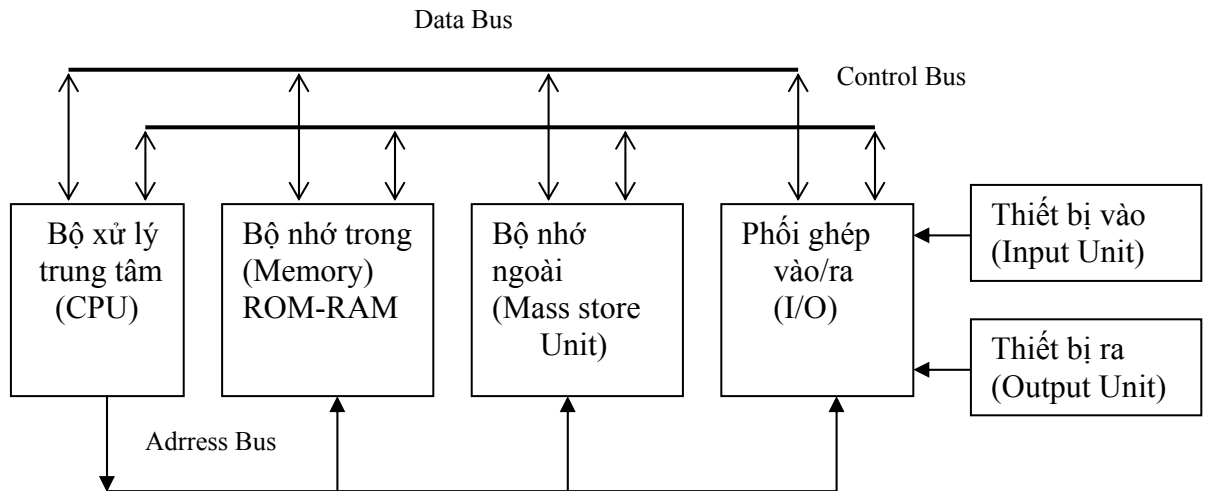 Data Bus
Control Bus
Bộ xử lý
trung tâm
(CPU)
Bộ nhớ trong
(Memory)
ROM-RAM
Bộ nhớ
ngoài
(Mass store
Unit)
Phối ghép
vào/ra
(I/O)
Thiết bị vào
(Input Unit)
Thiết bị ra
(Output Unit)
Adrress Bus